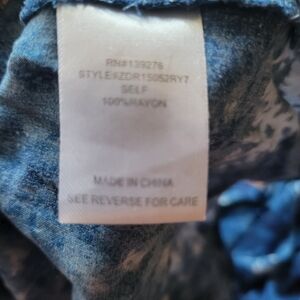 RN#139276
STYLE#ZDR15052RY7
SELF
100%RAYON
MADE IN CHINA
SEE REVERSE FOR CARE